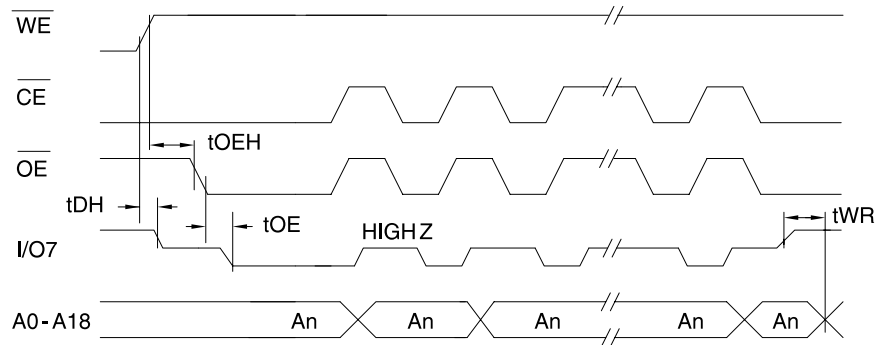 WE
CE
tOEH
OE
tDH
tOE
tWR
I/O7
HIGH Z
A0 - A18
An An An An An